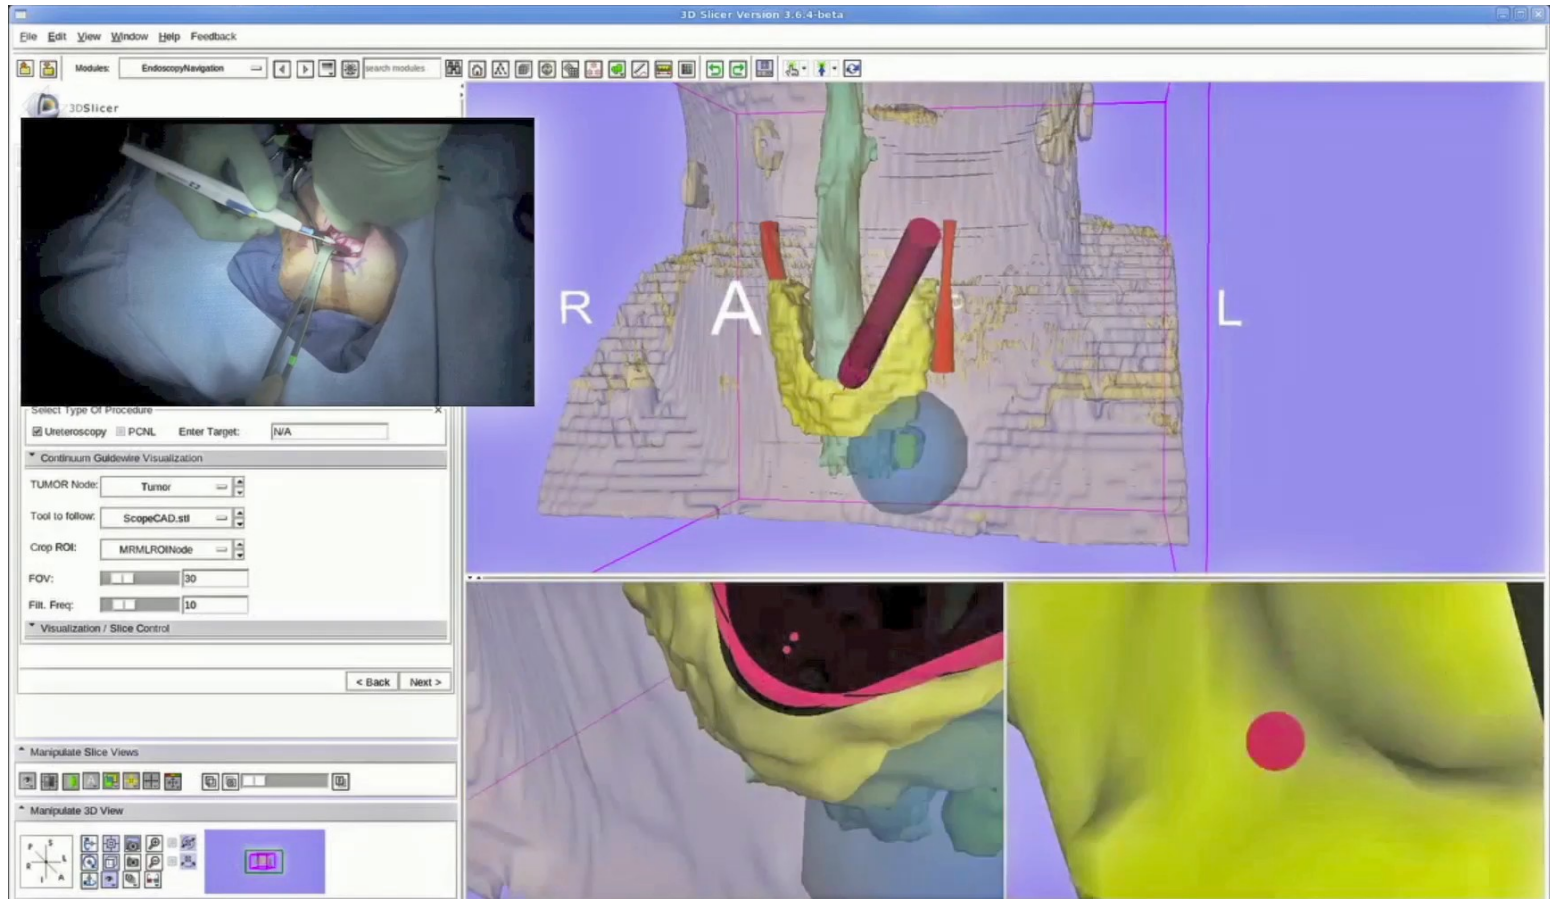 3D Slicer Version 3.6.4-beta
File Edit View Window Help Feedback
Modules: EndoscopyNavigation search modules
3DSlicer
R A L
Select Type Of Procedure
Ureteroscopy PCNL Enter Target: N/A
Continuum Guidewire Visualization
TUMOR Node: Tumor
Tool to follow: ScopeCAD.stl
Crop ROI: MRMLROINode
FOV: 30
Filt. Freq: 10
Visualization / Slice Control
< Back Next >
Manipulate Slice Views
Manipulate 3D View
P S
R L
I A